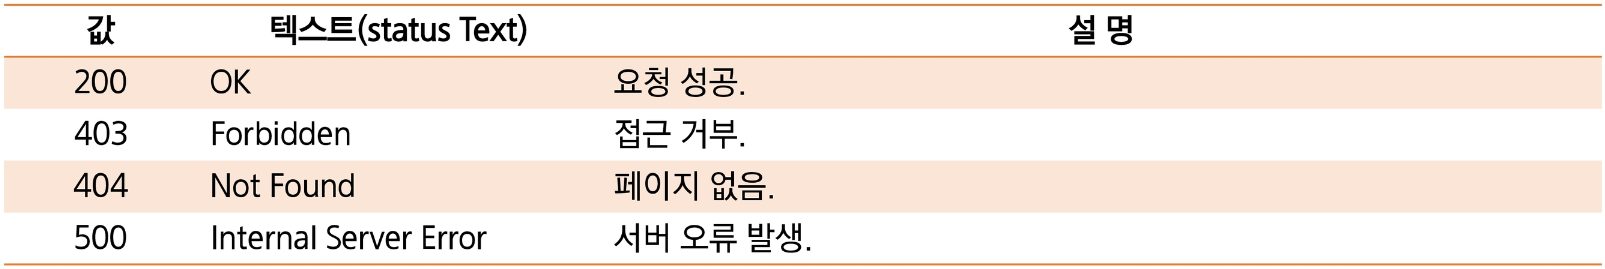 값 텍스트(status Text) 설 명
200 OK 요청 성공.
403 Forbidden 접근 거부.
404 Not Found 페이지 없음.
500 Internal Server Error 서버 오류 발생.